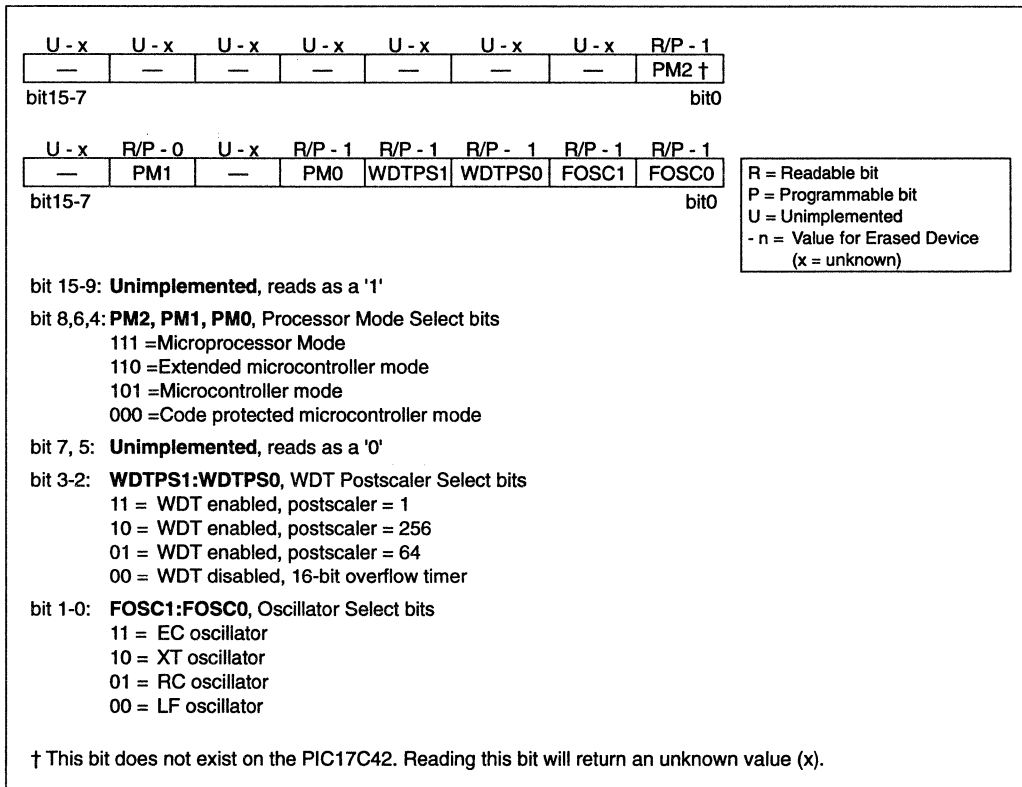 U - x U - x U - x U - x U - x U - x U - x R/P - 1
— — — — — — — PM2 †
bit15-7 bit0
U - x R/P - 0 U - x R/P - 1 R/P - 1 R/P - 1 R/P - 1 R/P - 1
— PM1 — PM0 WDTPS1 WDTPS0 FOSC1 FOSC0
bit15-7 bit0
R = Readable bit
P = Programmable bit
U = Unimplemented
- n = Value for Erased Device
(x = unknown)
bit 15-9: Unimplemented, reads as a '1'
bit 8,6,4: PM2, PM1, PM0, Processor Mode Select bits
111 =Microprocessor Mode
110 =Extended microcontroller mode
101 =Microcontroller mode
000 =Code protected microcontroller mode
bit 7, 5: Unimplemented, reads as a '0'
bit 3-2: WDTPS1:WDTPS0, WDT Postscaler Select bits
11 = WDT enabled, postscaler = 1
10 = WDT enabled, postscaler = 256
01 = WDT enabled, postscaler = 64
00 = WDT disabled, 16-bit overflow timer
bit 1-0: FOSC1:FOSC0, Oscillator Select bits
11 = EC oscillator
10 = XT oscillator
01 = RC oscillator
00 = LF oscillator
† This bit does not exist on the PIC17C42. Reading this bit will return an unknown value (x).